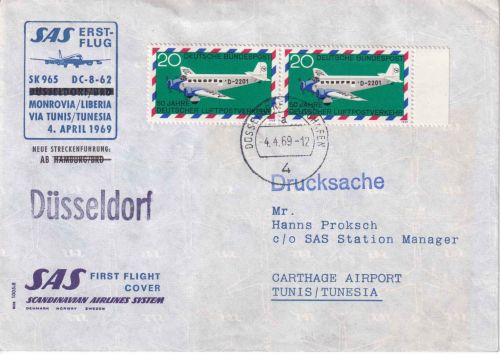 SAS ERST-
FLUG
SK 965 DC-8-62
DÜSSELDORF/BRD
MONROVIA/LIBERIA
VIA TUNIS/TUNESIA
4. APRIL 1969
NEUE STRECKENFÜHRUNG:
AB HAMBURG/BRD
Düsseldorf
20 DEUTSCHE BUNDESPOST
D-2201
50 JAHRE
DEUTSCHER LUFTPOSTVERKEHR
20 DEUTSCHE BUNDESPOST
D-2201
50 JAHRE
DEUTSCHER LUFTPOSTVERKEHR
-4.4.69-12
4
Drucksache
Mr.
Hanns Proksch
c/o SAS Station Manager
CARTHAGE AIRPORT
TUNIS/TUNESIA
SAS FIRST FLIGHT
COVER
SCANDINAVIAN AIRLINES SYSTEM
DENMARK NORWAY SWEDEN